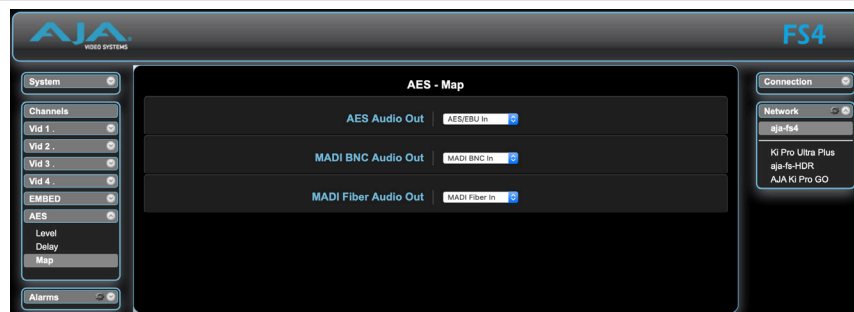 AJA
VIDEO SYSTEMS
FS4
System
Channels
Vid 1 .
Vid 2 .
Vid 3 .
Vid 4 .
EMBED
AES
Level
Delay
Map
Alarms
AES - Map
AES Audio Out
AES/EBU In
MADI BNC Audio Out
MADI BNC In
MADI Fiber Audio Out
MADI Fiber In
Connection
Network
aja-fs4
Ki Pro Ultra Plus
aja-fs-HDR
AJA Ki Pro GO